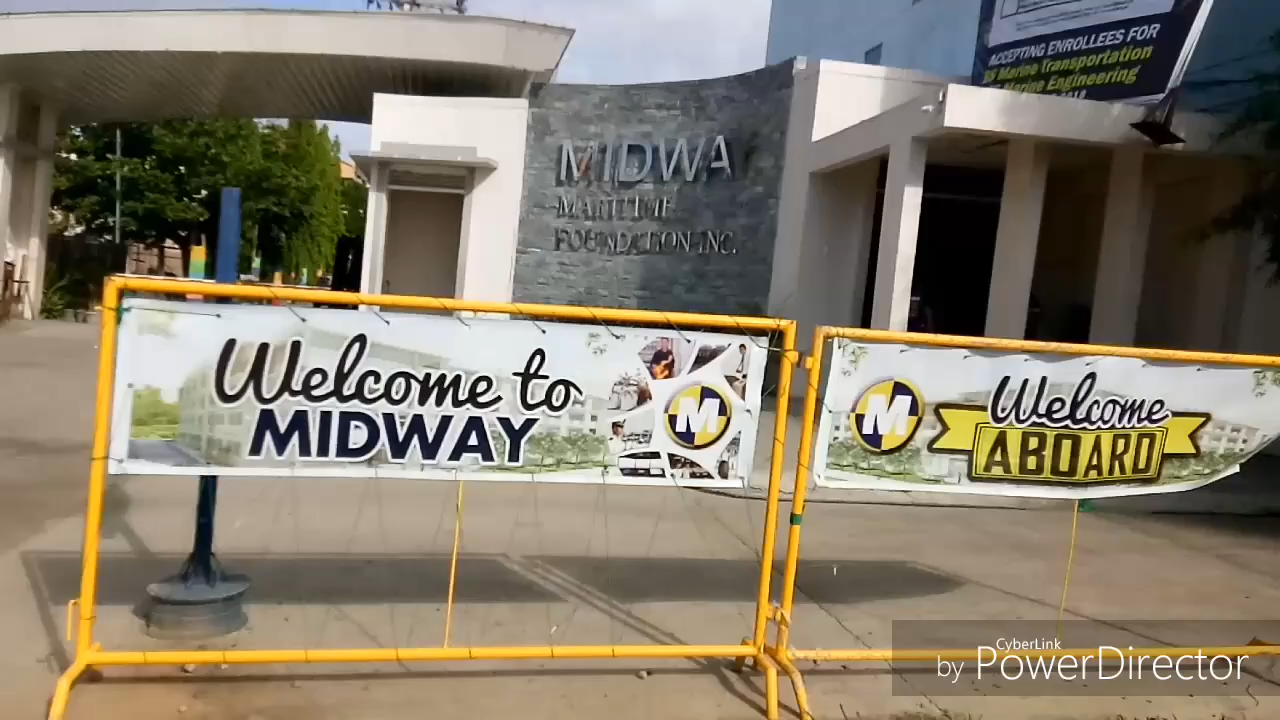 ACCEPTING ENROLLEES FOR
BS Marine Transportation
Marine Engineering
MIDWA
MARITIME
FOUNDATION INC.
Welcome to
MIDWAY
M
M
Welcome
ABOARD
CyberLink
by PowerDirector